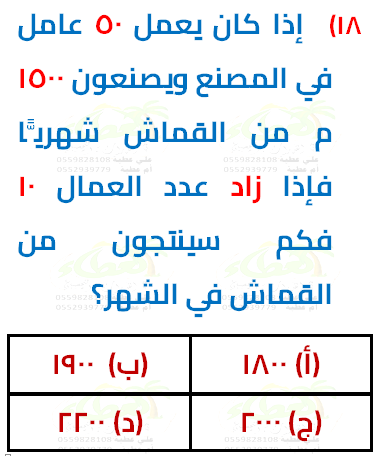 ١٨) إذا كان يعمل ٥٠ عامل
في المصنع ويصنعون ١٥٠٠
م من القماش شهريًّا
فإذا زاد عدد العمال ١٠
فكم سينتجون من
القماش في الشهر؟
(أ) ١٨٠٠ (ب) ١٩٠٠
(ج) ٢٠٠٠ (د) ٢٢٠٠